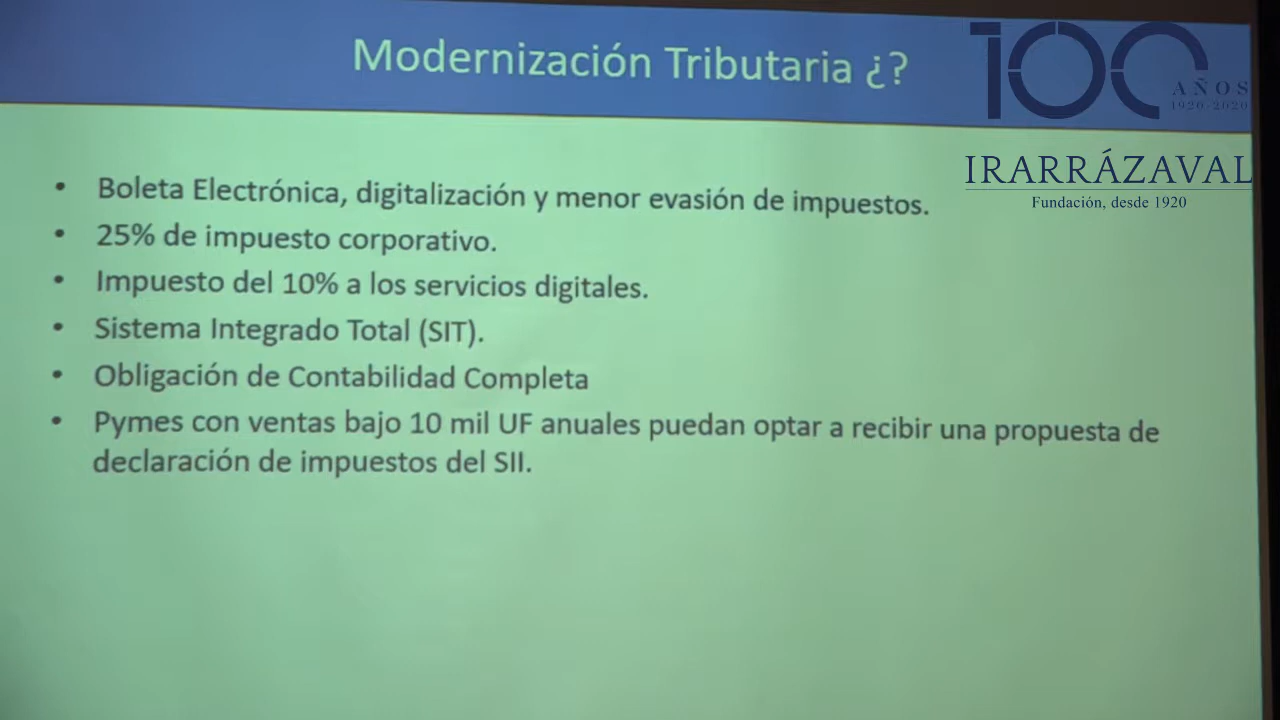 Modernización Tributaria ¿?
100
AÑOS
1920-2020
IRARRÁZAVAL
Fundación, desde 1920
• Boleta Electrónica, digitalización y menor evasión de impuestos.
• 25% de impuesto corporativo.
• Impuesto del 10% a los servicios digitales.
• Sistema Integrado Total (SIT).
• Obligación de Contabilidad Completa
• Pymes con ventas bajo 10 mil UF anuales puedan optar a recibir una propuesta de
declaración de impuestos del SII.